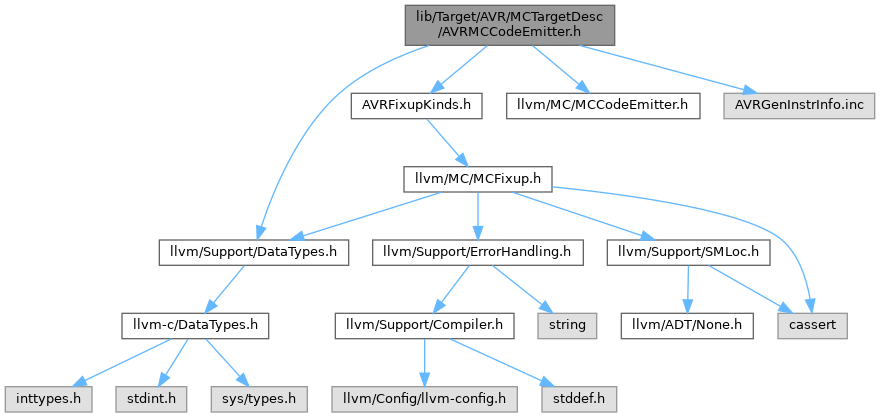 lib/Target/AVR/MCTargetDesc
/AVRMCCodeEmitter.h
AVRFixupKinds.h
llvm/MC/MCCodeEmitter.h
AVRGenInstrInfo.inc
llvm/MC/MCFixup.h
llvm/Support/DataTypes.h
llvm/Support/ErrorHandling.h
llvm/Support/SMLoc.h
llvm-c/DataTypes.h
llvm/Support/Compiler.h
string
llvm/ADT/None.h
cassert
inttypes.h
stdint.h
sys/types.h
llvm/Config/llvm-config.h
stddef.h